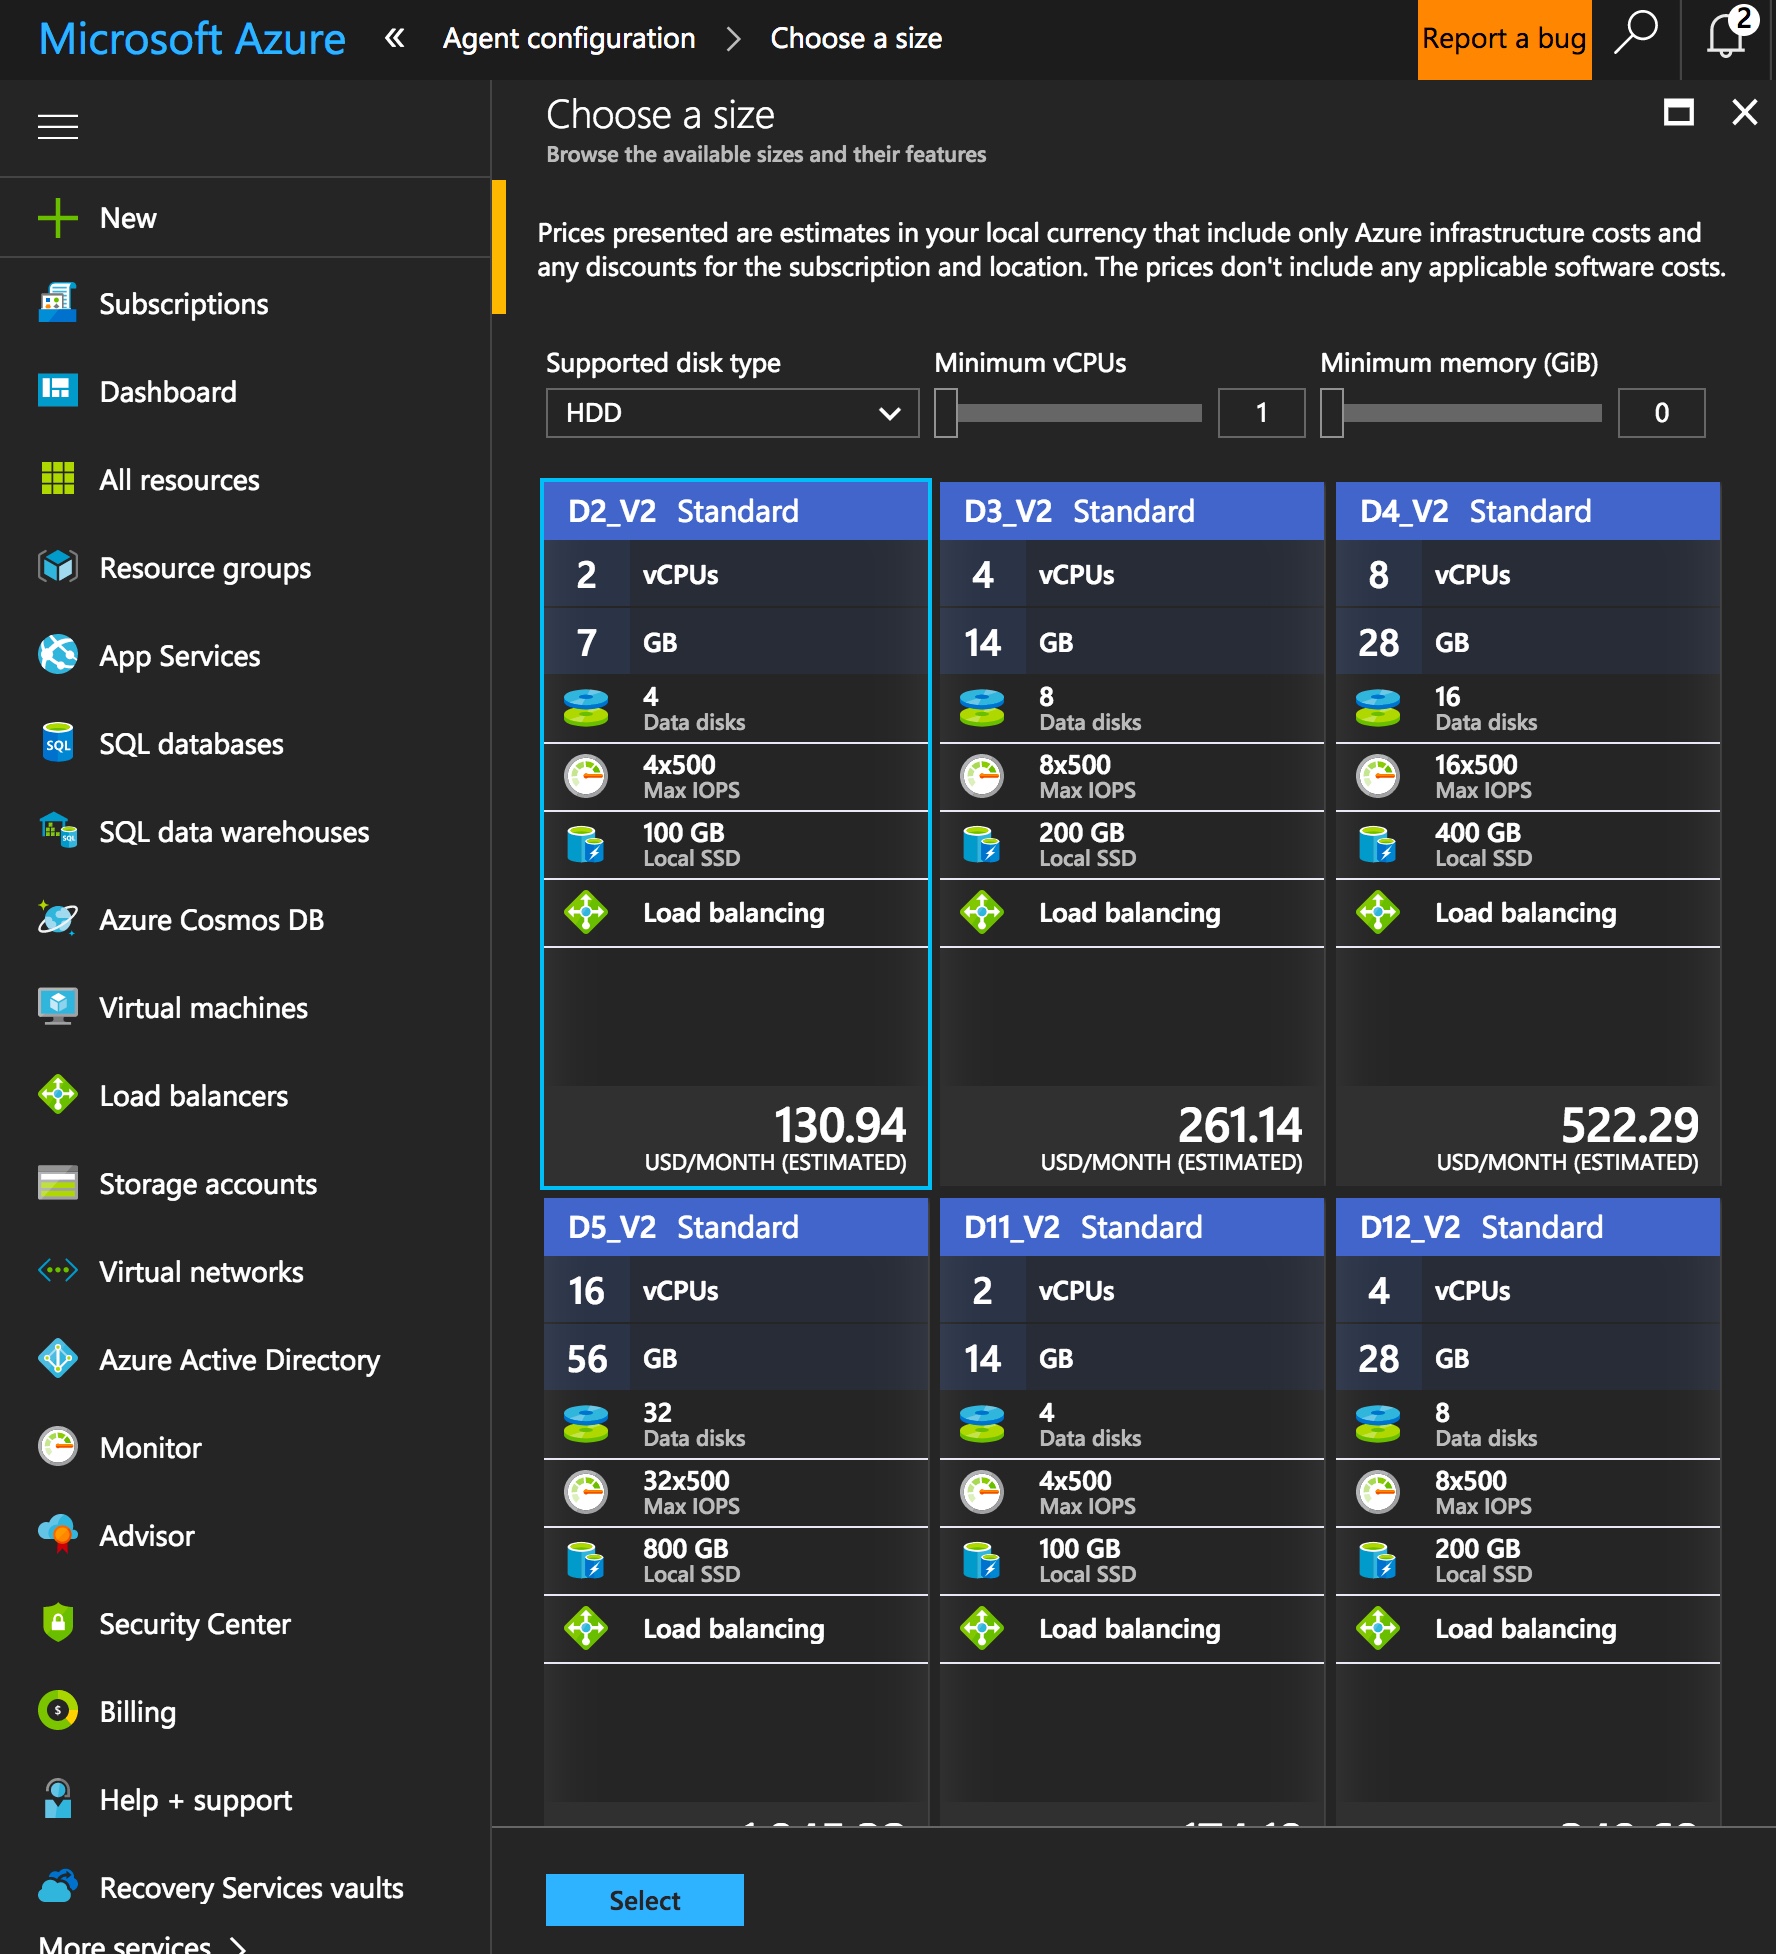 Microsoft Azure « Agent configuration > Choose a size
Report a bug
2
Choose a size
Browse the available sizes and their features
New
Subscriptions
Dashboard
All resources
Resource groups
App Services
SQL databases
SQL
SQL data warehouses
SQL
Azure Cosmos DB
Virtual machines
Load balancers
Storage accounts
Virtual networks
Azure Active Directory
Monitor
Advisor
Security Center
Billing
$
Help + support
Recovery Services vaults
More services >
Prices presented are estimates in your local currency that include only Azure infrastructure costs and
any discounts for the subscription and location. The prices don't include any applicable software costs.
Supported disk type
HDD
Minimum vCPUs
1
Minimum memory (GiB)
0
D2_V2 Standard
2 vCPUs
7 GB
4
Data disks
4x500
Max IOPS
100 GB
Local SSD
Load balancing
130.94
USD/MONTH (ESTIMATED)
D3_V2 Standard
4 vCPUs
14 GB
8
Data disks
8x500
Max IOPS
200 GB
Local SSD
Load balancing
261.14
USD/MONTH (ESTIMATED)
D4_V2 Standard
8 vCPUs
28 GB
16
Data disks
16x500
Max IOPS
400 GB
Local SSD
Load balancing
522.29
USD/MONTH (ESTIMATED)
D5_V2 Standard
16 vCPUs
56 GB
32
Data disks
32x500
Max IOPS
800 GB
Local SSD
Load balancing
D11_V2 Standard
2 vCPUs
14 GB
4
Data disks
4x500
Max IOPS
100 GB
Local SSD
Load balancing
D12_V2 Standard
4 vCPUs
28 GB
8
Data disks
8x500
Max IOPS
200 GB
Local SSD
Load balancing
Select